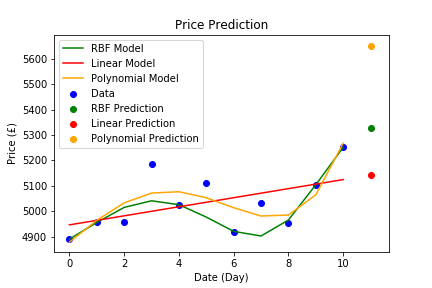 Price Prediction
Price (£)
5600
5500
5400
5300
5200
5100
5000
4900
RBF Model
Linear Model
Polynomial Model
Data
RBF Prediction
Linear Prediction
Polynomial Prediction
0 2 4 6 8 10
Date (Day)